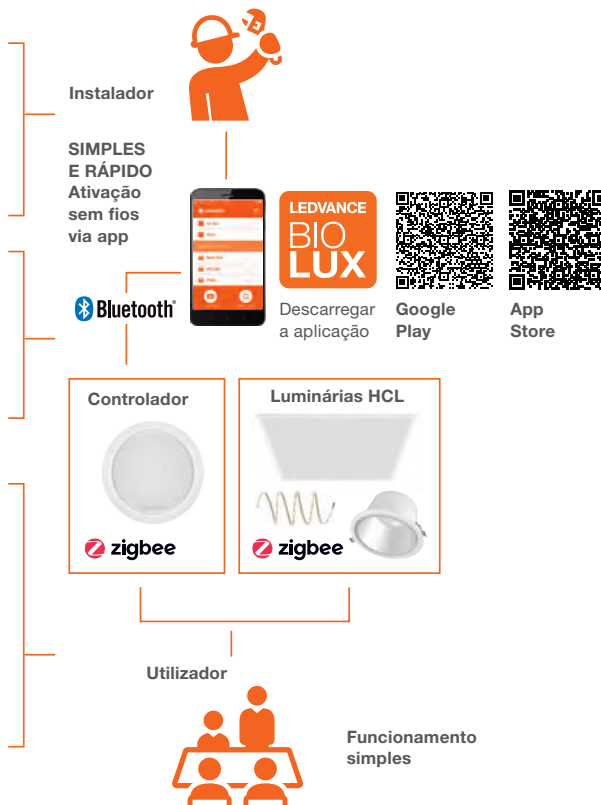 Instalador
SIMPLES
E RÁPIDO
Ativação
sem fios
via app
LEDVANCE
BIO
LUX
Bluetooth®
Descarregar
a aplicação
Google
Play
App
Store
Controlador
Luminárias HCL
zigbee
zigbee
Utilizador
Funcionamento
simples